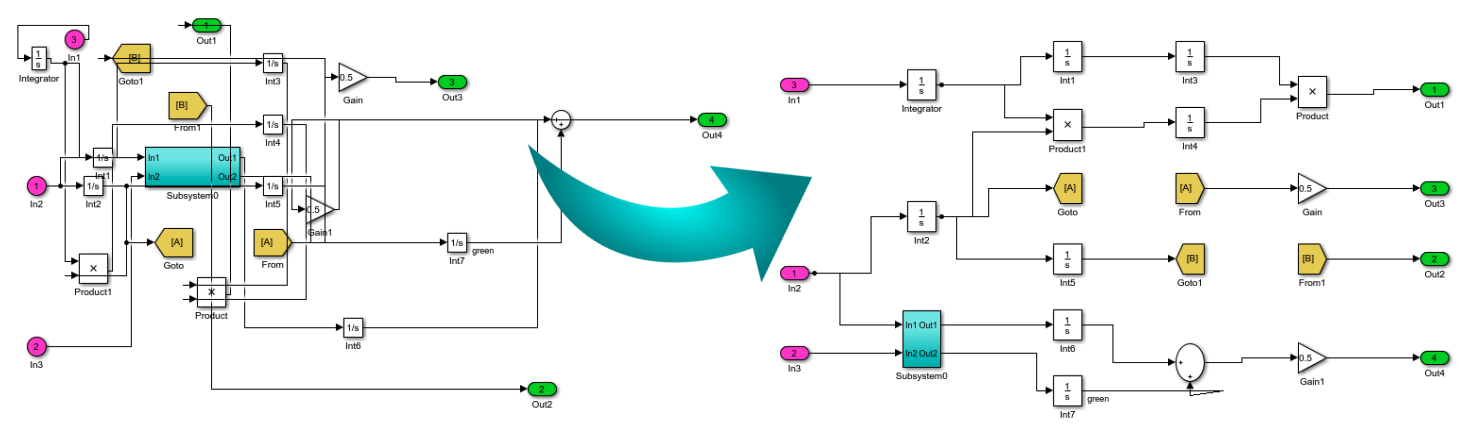 1
Out1
3
In1
1
s
Integrator
[B]
Goto1
1/s
Int3
0.5
Gain
3
Out3
[B]
From1
1/s
Int4
+
+
4
Out4
1/s
Int1
In1 Out1
In2 Out2
Subsystem0
1
In2
1/s
Int2
1/s
Int5
0.5
Gain1
[A]
Goto
[A]
From
1/s
Int7
green
×
Product1
×
Product
2
In3
1/s
Int6
2
Out2
3
In1
1
s
Integrator
1
s
Int1
1
s
Int3
×
Product
1
Out1
×
Product1
1
s
Int4
[A]
Goto
[A]
From
0.5
Gain
3
Out3
1
s
Int2
1
In2
1
s
Int5
[B]
Goto1
[B]
From1
2
Out2
2
In3
In1 Out1
In2 Out2
Subsystem0
1
s
Int6
+
+
0.5
Gain1
4
Out4
1
s
Int7
green